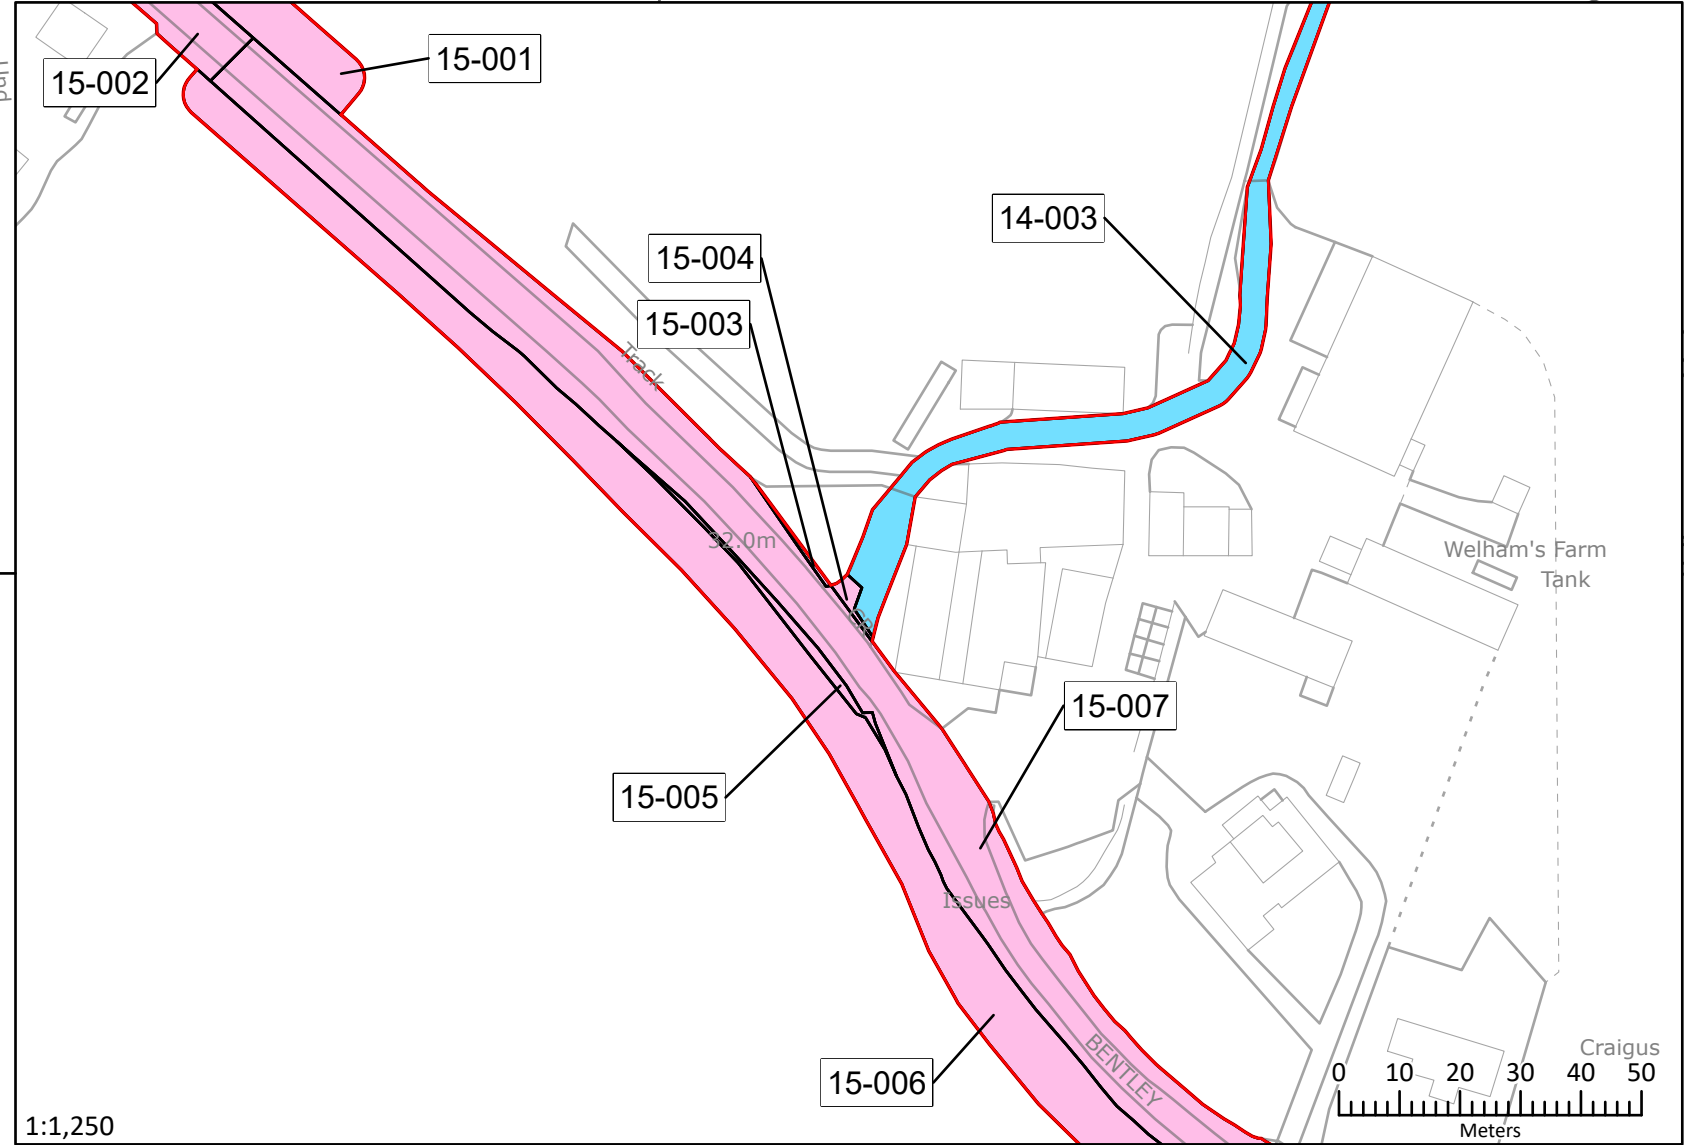 15-001
15-002
14-003
15-004
15-003
Track
32.0m
Welham's Farm
Tank
15-007
15-005
Issues
BENTLEY
15-006
Craigus
0 10 20 30 40 50
Meters
1:1,250